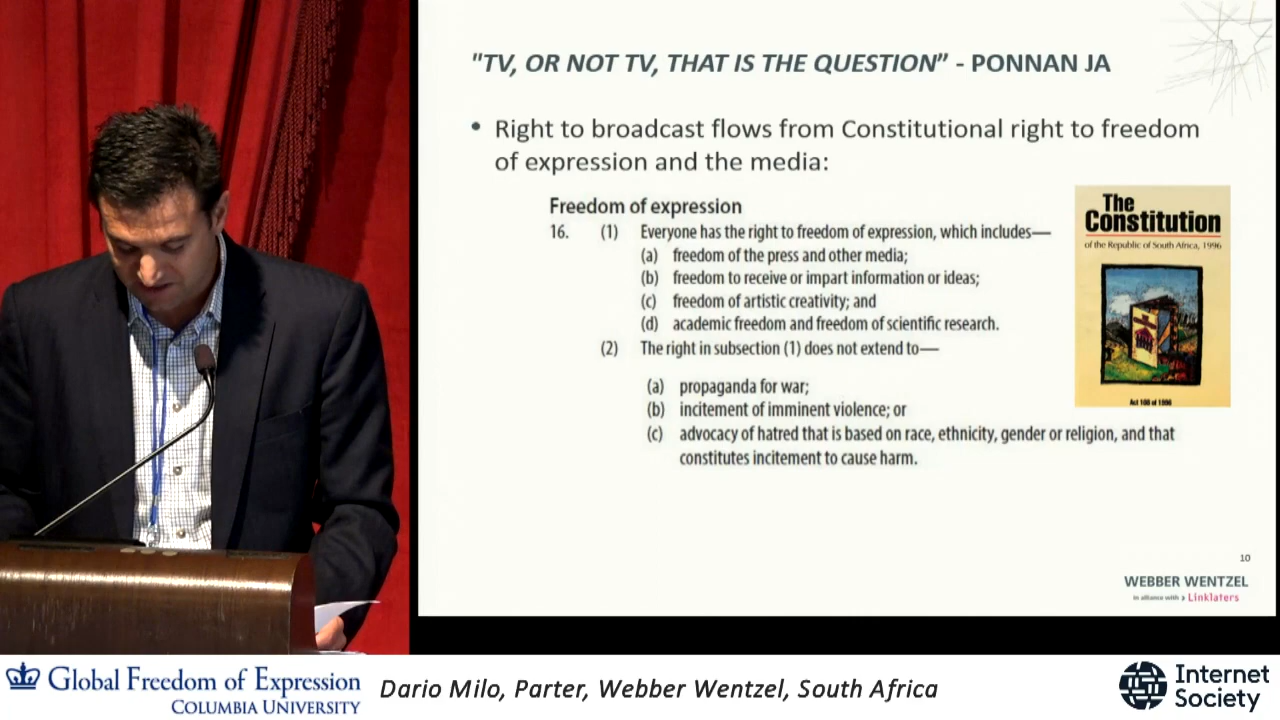 "TV, OR NOT TV, THAT IS THE QUESTION” - PONNAN JA
• Right to broadcast flows from Constitutional right to freedom
of expression and the media:
Freedom of expression
16. (1) Everyone has the right to freedom of expression, which includes—
(a) freedom of the press and other media;
(b) freedom to receive or impart information or ideas;
(c) freedom of artistic creativity; and
(d) academic freedom and freedom of scientific research.
(2) The right in subsection (1) does not extend to—
(a) propaganda for war;
(b) incitement of imminent violence; or
(c) advocacy of hatred that is based on race, ethnicity, gender or religion, and that
constitutes incitement to cause harm.
The
Constitution
of the Republic of South Africa, 1996
Act 108 of 1996
10
WEBBER WENTZEL
in alliance with > Linklaters
Global Freedom of Expression
COLUMBIA UNIVERSITY
Dario Milo, Parter, Webber Wentzel, South Africa
Internet
Society